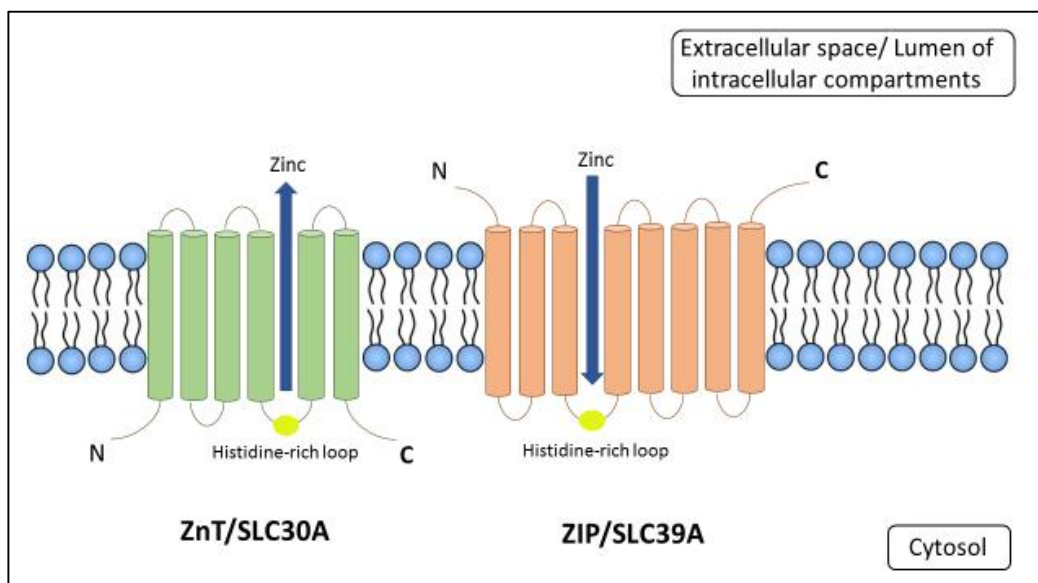 Extracellular space/ Lumen of
intracellular compartments
Zinc
Zinc
N
C
N
Histidine-rich loop
C
Histidine-rich loop
ZnT/SLC30A
ZIP/SLC39A
Cytosol